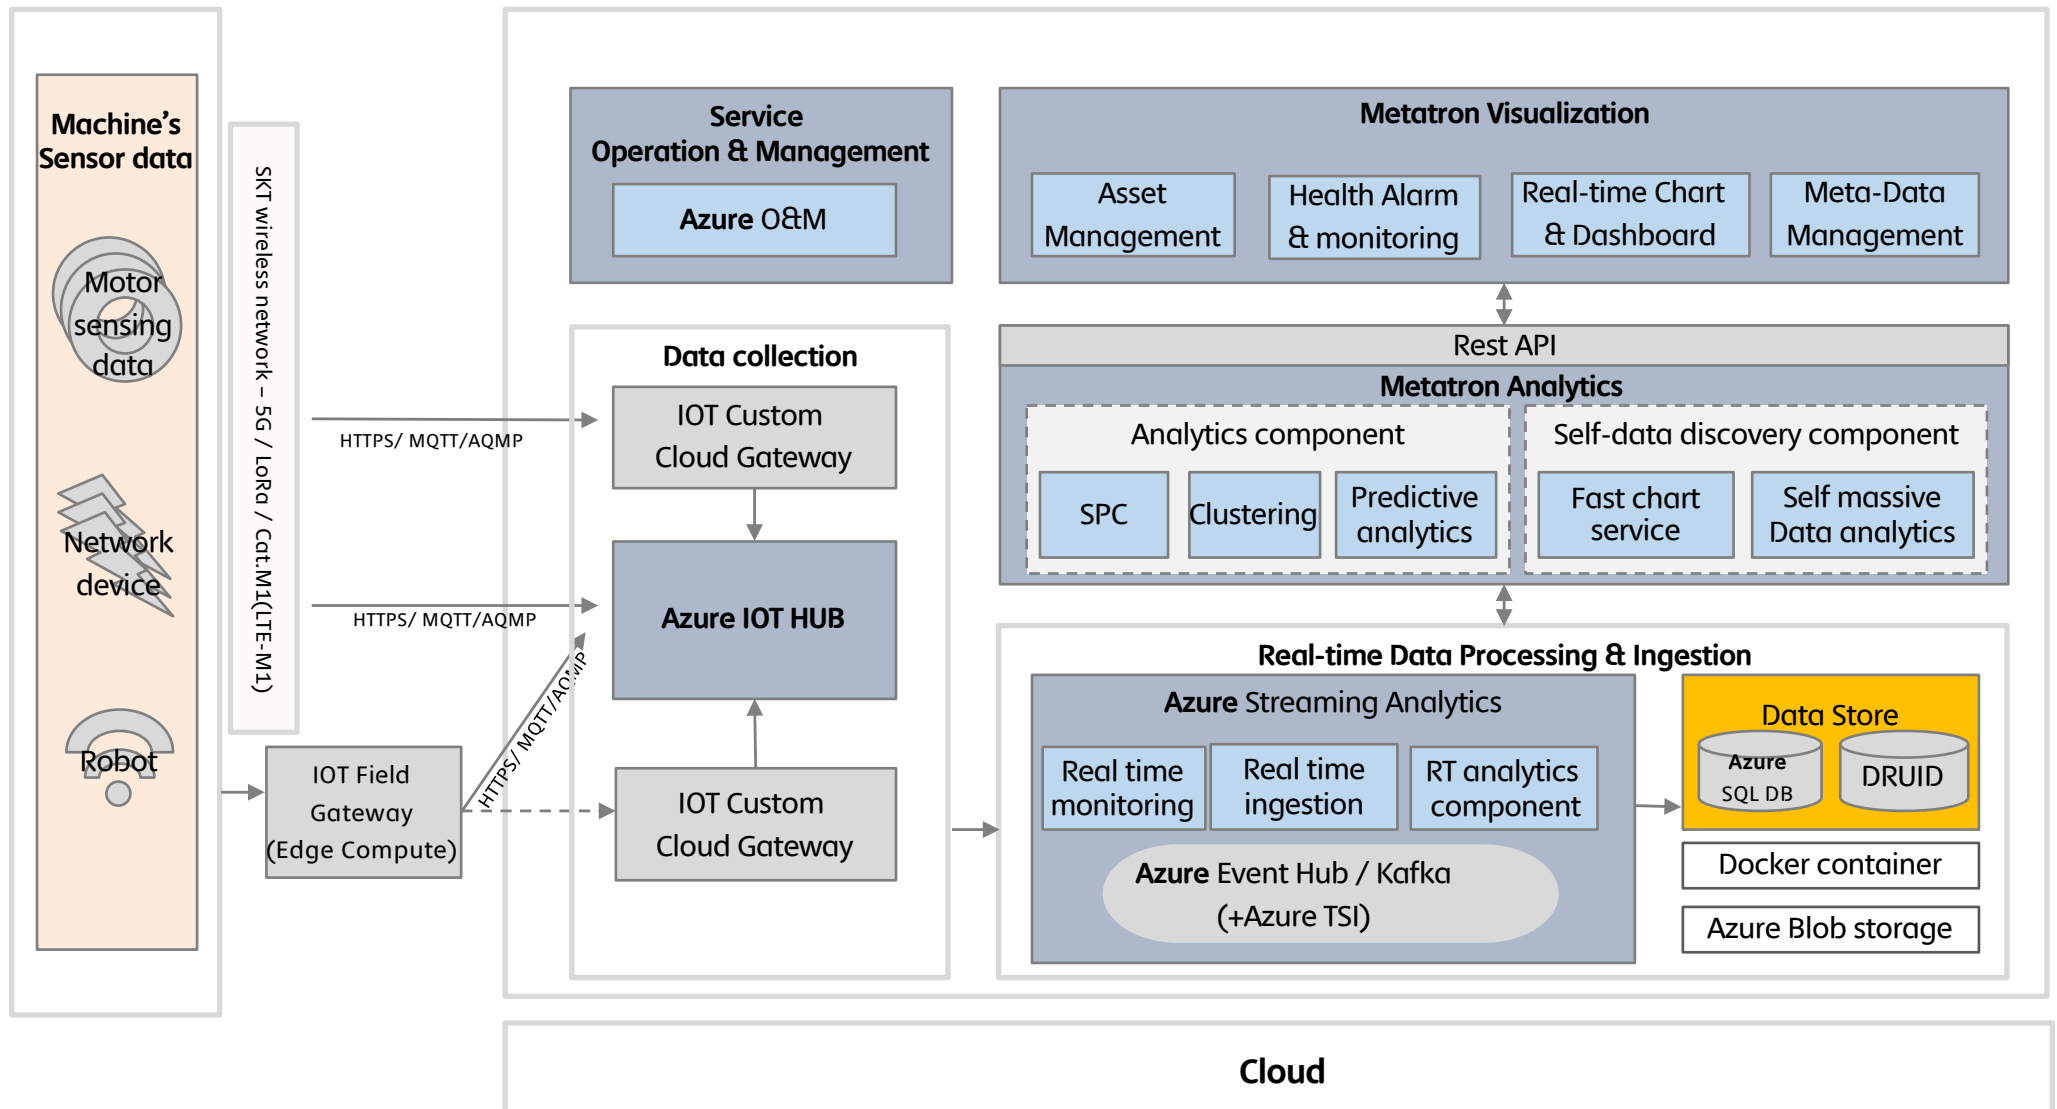 Machine's
Sensor data
Motor
sensing
data
Network
device
Robot
SKT wireless network – 5G / LoRa / Cat.M1(LTE-M1)
HTTPS/ MQTT/AQMP
HTTPS/ MQTT/AQMP
HTTPS/ MQTT/AQMP
IOT Field
Gateway
(Edge Compute)
Service
Operation & Management
Azure O&M
Data collection
IOT Custom
Cloud Gateway
Azure IOT HUB
IOT Custom
Cloud Gateway
Metatron Visualization
Asset
Management
Health Alarm
& monitoring
Real-time Chart
& Dashboard
Meta-Data
Management
Rest API
Metatron Analytics
Analytics component
SPC
Clustering
Predictive
analytics
Self-data discovery component
Fast chart
service
Self massive
Data analytics
Real-time Data Processing & Ingestion
Azure Streaming Analytics
Real time
monitoring
Real time
ingestion
RT analytics
component
Azure Event Hub / Kafka
(+Azure TSI)
Data Store
Azure
SQL DB
DRUID
Docker container
Azure Blob storage
Cloud